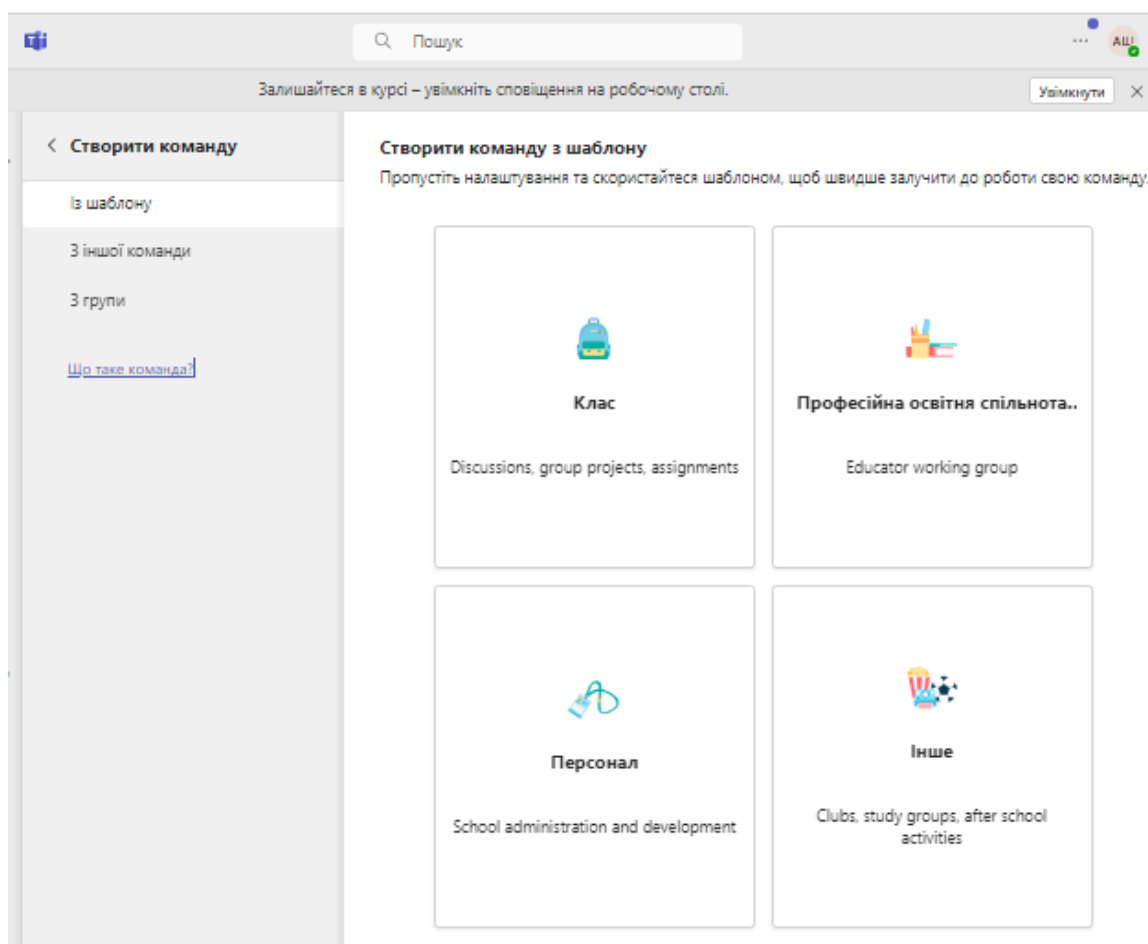 Пошук
... АШ
Залишайтеся в курсі – увімкніть сповіщення на робочому столі.
Увімкнути
Створити команду
Із шаблону
З іншої команди
З групи
Що таке команда?
Створити команду з шаблону
Пропустіть налаштування та скористайтеся шаблоном, щоб швидше залучити до роботи свою команду.
Клас
Discussions, group projects, assignments
Професійна освітня спільнота..
Educator working group
Персонал
School administration and development
Інше
Clubs, study groups, after school
activities